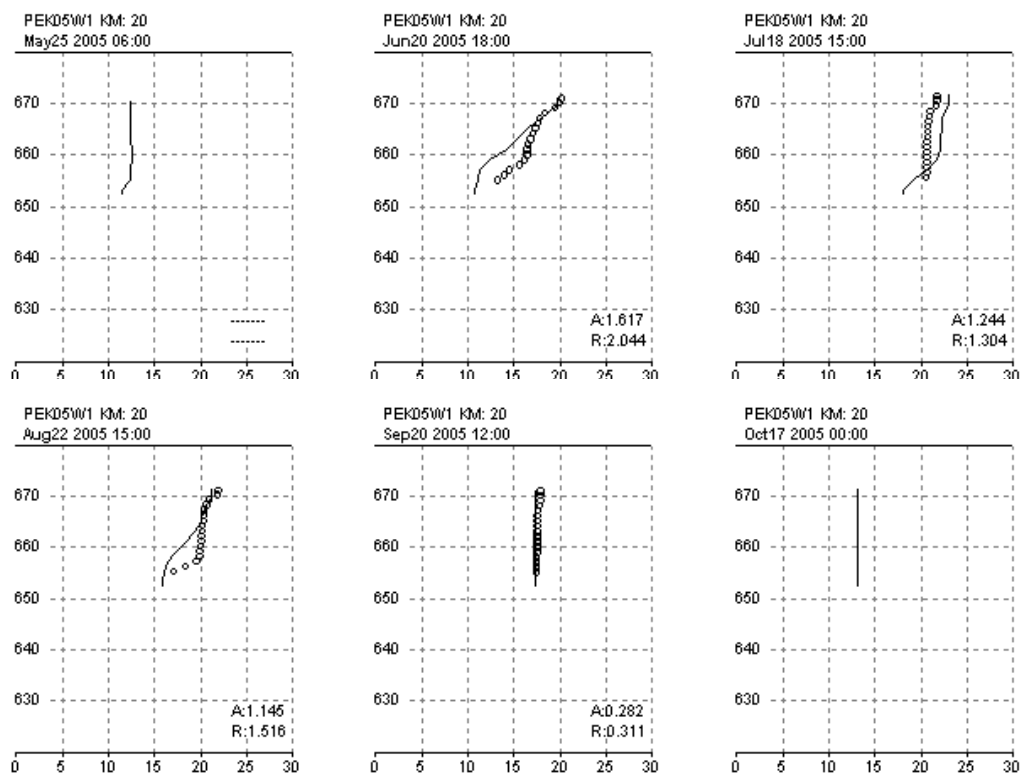 PEK05W1 KM: 20
May25 2005 06:00
670
660
650
640
630
0 5 10 15 20 25 30
PEK05W1 KM: 20
Jun20 2005 18:00
670
660
650
640
630
A:1.617
R:2.044
0 5 10 15 20 25 30
PEK05W1 KM: 20
Jul18 2005 15:00
670
660
650
640
630
A:1.244
R:1.304
0 5 10 15 20 25 30
PEK05W1 KM: 20
Aug22 2005 15:00
670
660
650
640
630
A:1.145
R:1.516
0 5 10 15 20 25 30
PEK05W1 KM: 20
Sep20 2005 12:00
670
660
650
640
630
A:0.282
R:0.311
0 5 10 15 20 25 30
PEK05W1 KM: 20
Oct17 2005 00:00
670
660
650
640
630
0 5 10 15 20 25 30